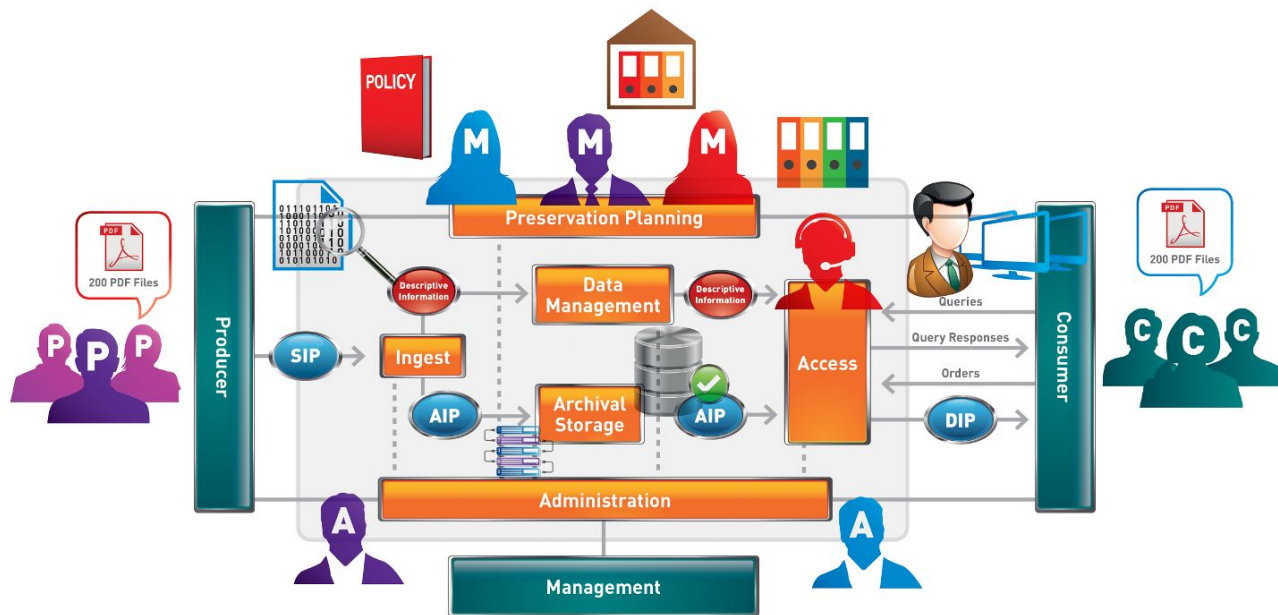 POLICY
M
M
M
Preservation Planning
PDF
200 PDF Files
P
P
P
Producer
SIP
Descriptive
Information
Ingest
AIP
Data
Management
Descriptive
Information
Archival
Storage
AIP
Access
Queries
Query Responses
Orders
DIP
Consumer
PDF
200 PDF Files
C
C
C
Administration
A
A
Management